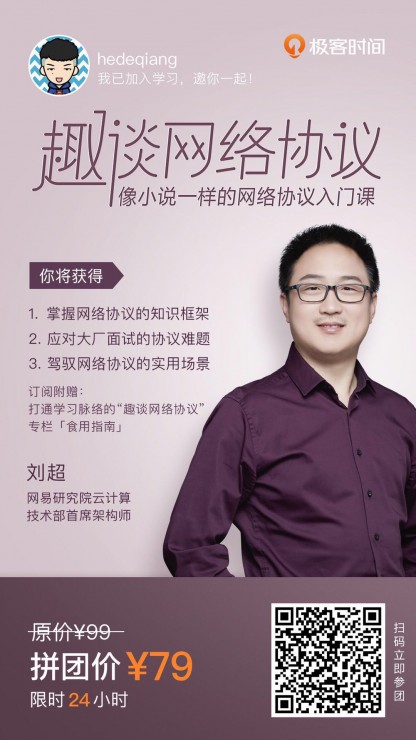 hedeqiang
我已加入学习，邀你一起！
极客时间
趣谈网络协议
像小说一样的网络协议入门课
你将获得
1. 掌握网络协议的知识框架
2. 应对大厂面试的协议难题
3. 驾驭网络协议的实用场景
订阅附赠：
打通学习脉络的“趣谈网络协议”
专栏「食用指南」
刘超
网易研究院云计算
技术部首席架构师
原价¥99
拼团价¥79
限时24小时
扫码立即参团